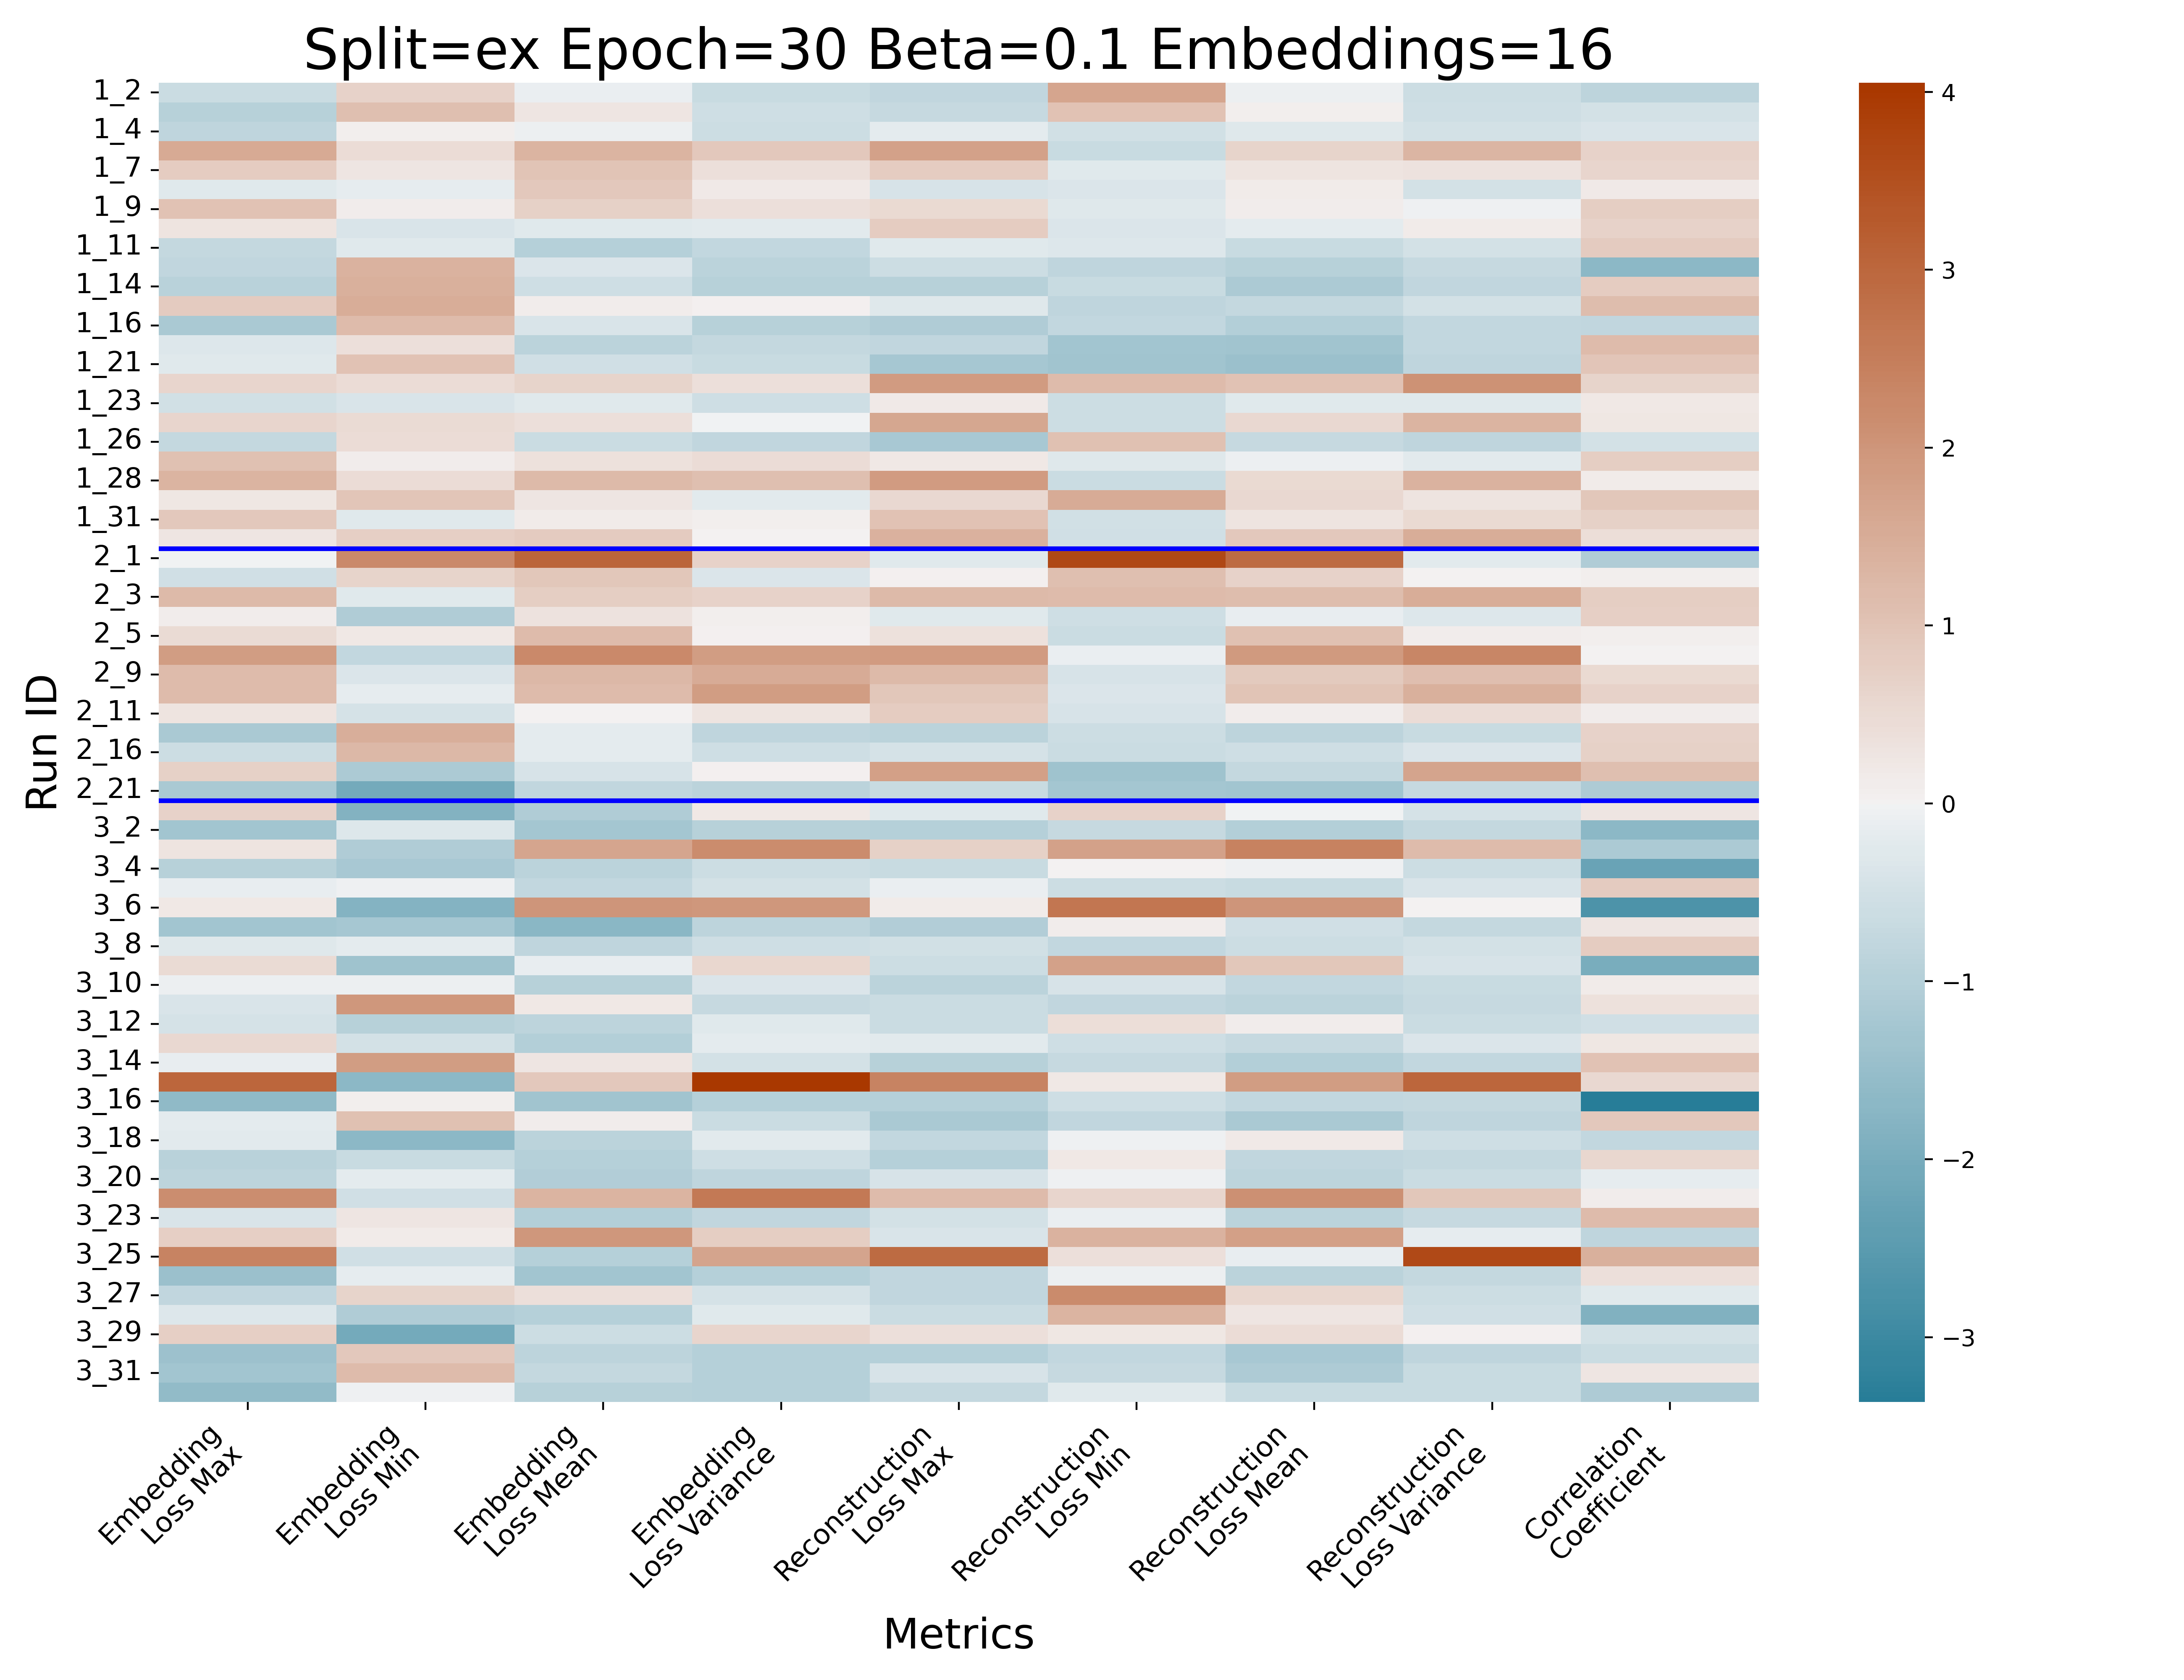 Split=ex Epoch=30 Beta=0.1 Embeddings=16
Run ID
1_2
1_4
1_7
1_9
1_11
1_14
1_16
1_21
1_23
1_26
1_28
1_31
2_1
2_3
2_5
2_9
2_11
2_16
2_21
3_2
3_4
3_6
3_8
3_10
3_12
3_14
3_16
3_18
3_20
3_23
3_25
3_27
3_29
3_31
4
3
2
1
0
−1
−2
−3
Embedding
Loss Max
Embedding
Loss Min
Embedding
Loss Mean
Embedding
Loss Variance
Reconstruction
Loss Max
Reconstruction
Loss Min
Reconstruction
Loss Mean
Reconstruction
Loss Variance
Correlation
Coefficient
Metrics